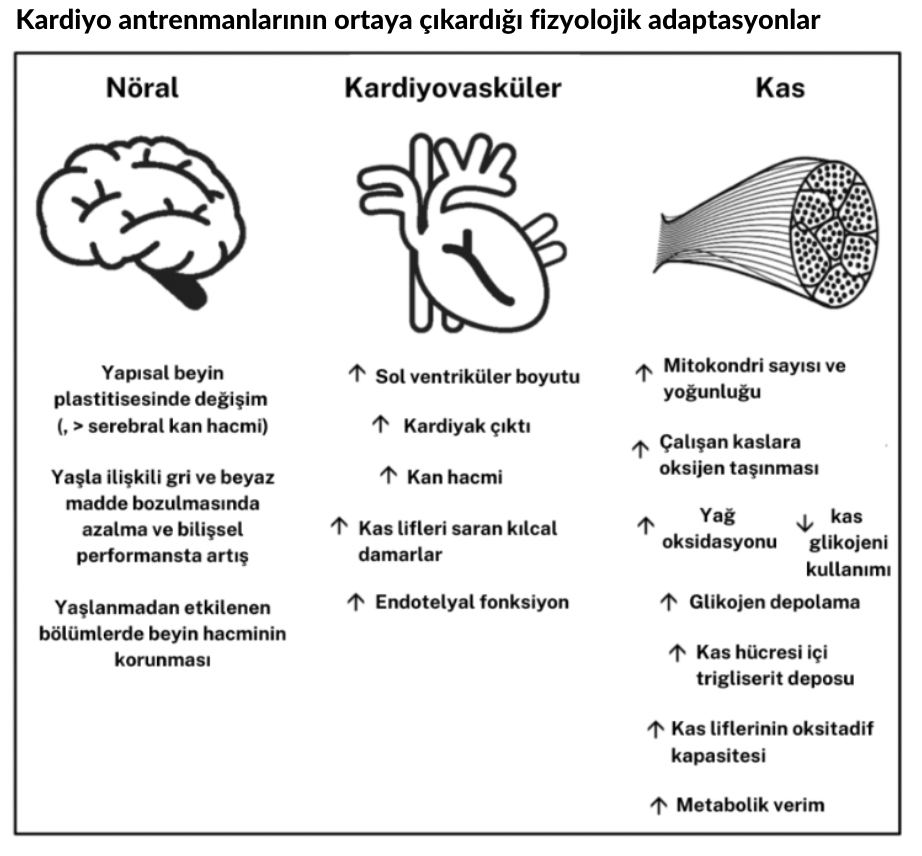 Kardiyo antrenmanlarının ortaya çıkardığı fizyolojik adaptasyonlar
Nöral
Yapısal beyin
plastitisesinde değişim
(, > serebral kan hacmi)
Yaşla ilişkili gri ve beyaz
madde bozulmasında
azalma ve bilişsel
performansta artış
Yaşlanmadan etkilenen
bölümlerde beyin hacminin
korunması
Kardiyovasküler
↑ Sol ventriküler boyutu
↑ Kardiyak çıktı
↑ Kan hacmi
↑ Kas lifleri saran kılcal
damarlar
↑ Endotelyal fonksiyon
Kas
↑ Mitokondri sayısı ve
yoğunluğu
↑ Çalışan kaslara
oksijen taşınması
↑ Yağ
oksidasyonu
↓ kas
glikojeni
kullanımı
↑ Glikojen depolama
↑ Kas hücresi içi
trigliserit deposu
↑ Kas liflerinin oksitadif
kapasitesi
↑ Metabolik verim